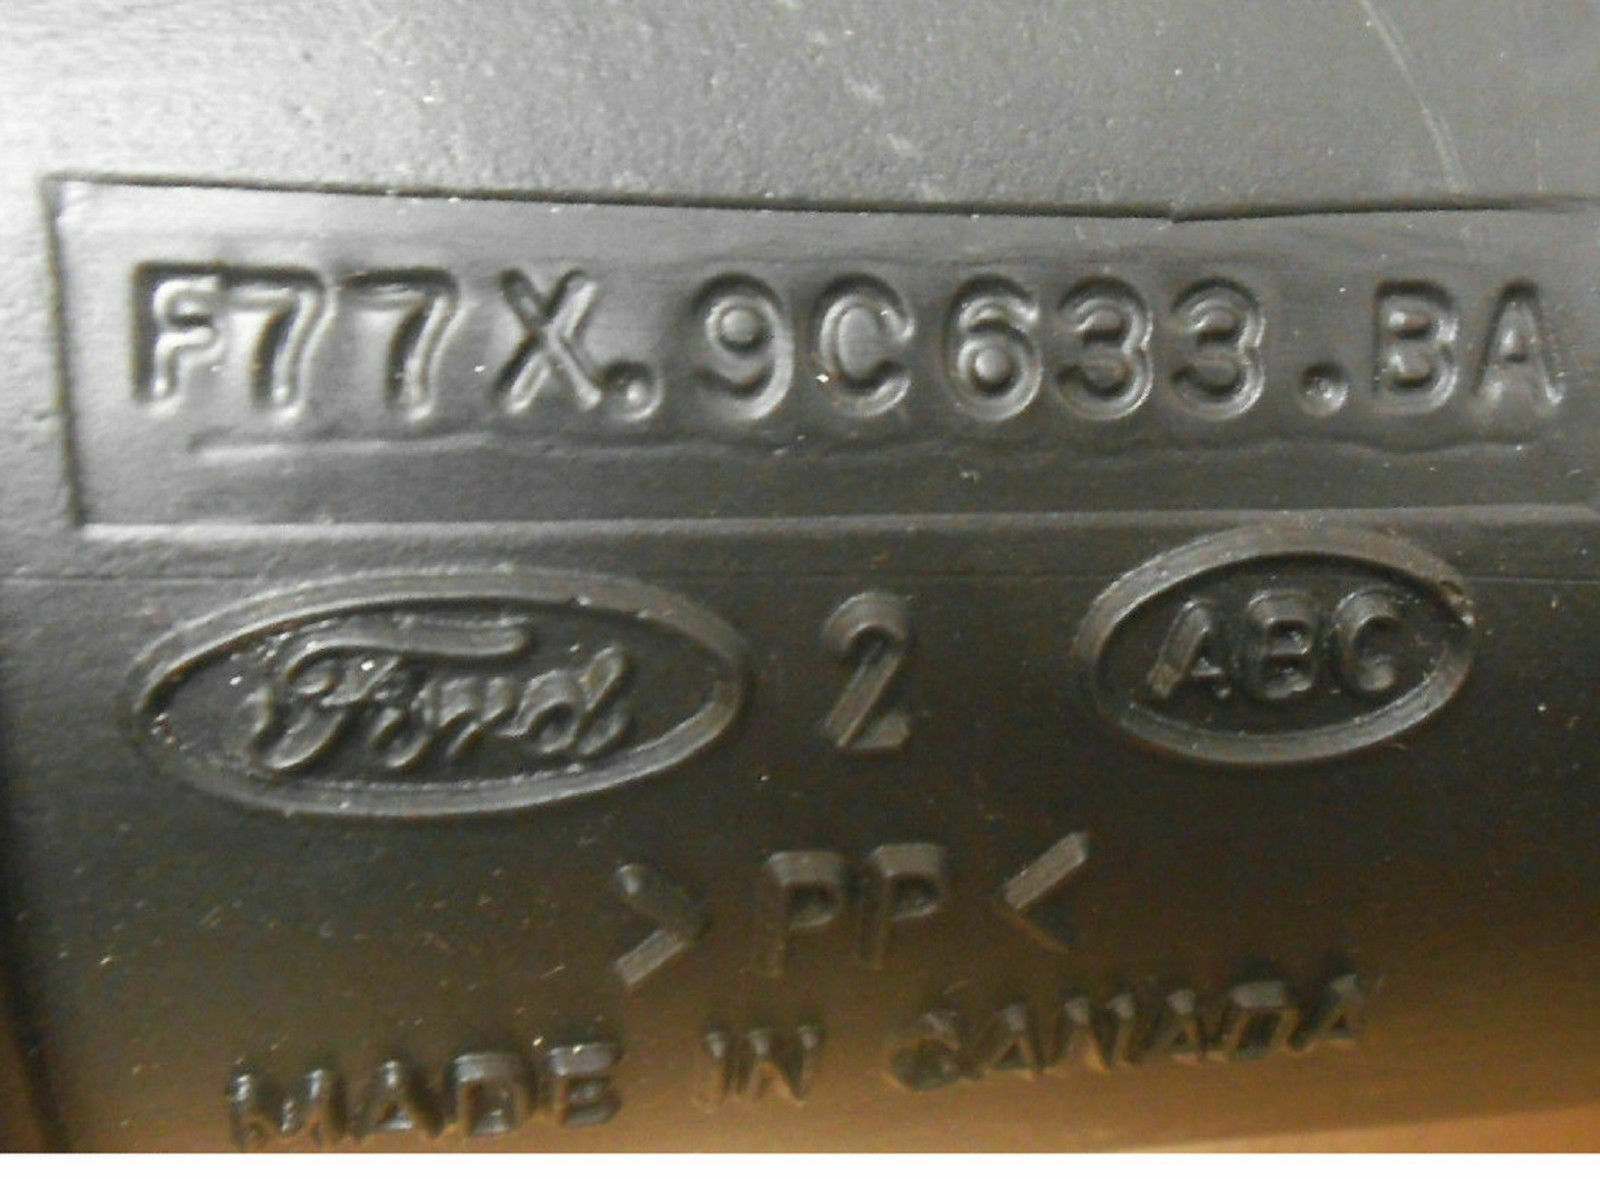 F77X.9C633.BA
Ford 2 ABC
>PP<
MADE IN CANADA